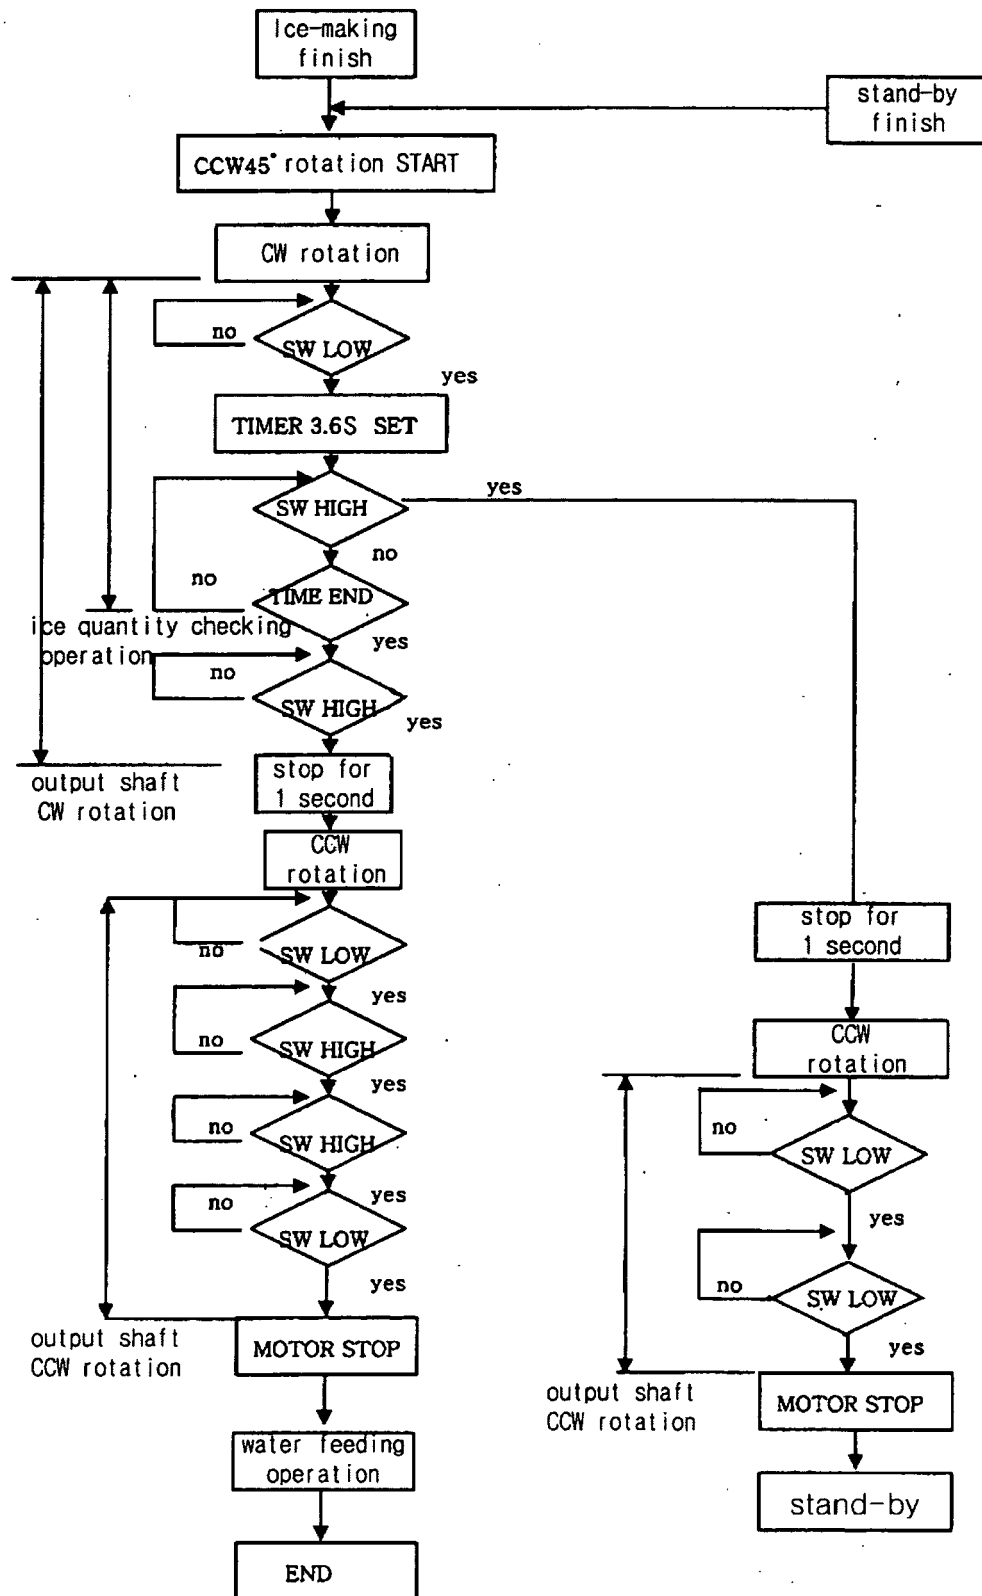 Ice-making
finish
stand-by
finish
CCW45° rotation START
CW rotation
no
SW LOW
yes
TIMER 3.6S SET
SW HIGH
yes
no
no
TIME END
yes
ice quantity checking
operation
no
SW HIGH
yes
output shaft
CW rotation
stop for
1 second
CCW
rotation
no
SW LOW
yes
no
SW HIGH
yes
no
SW HIGH
yes
no
SW LOW
yes
output shaft
CCW rotation
MOTOR STOP
water feeding
operation
END
stop for
1 second
CCW
rotation
no
SW LOW
yes
no
SW LOW
yes
output shaft
CCW rotation
MOTOR STOP
stand-by